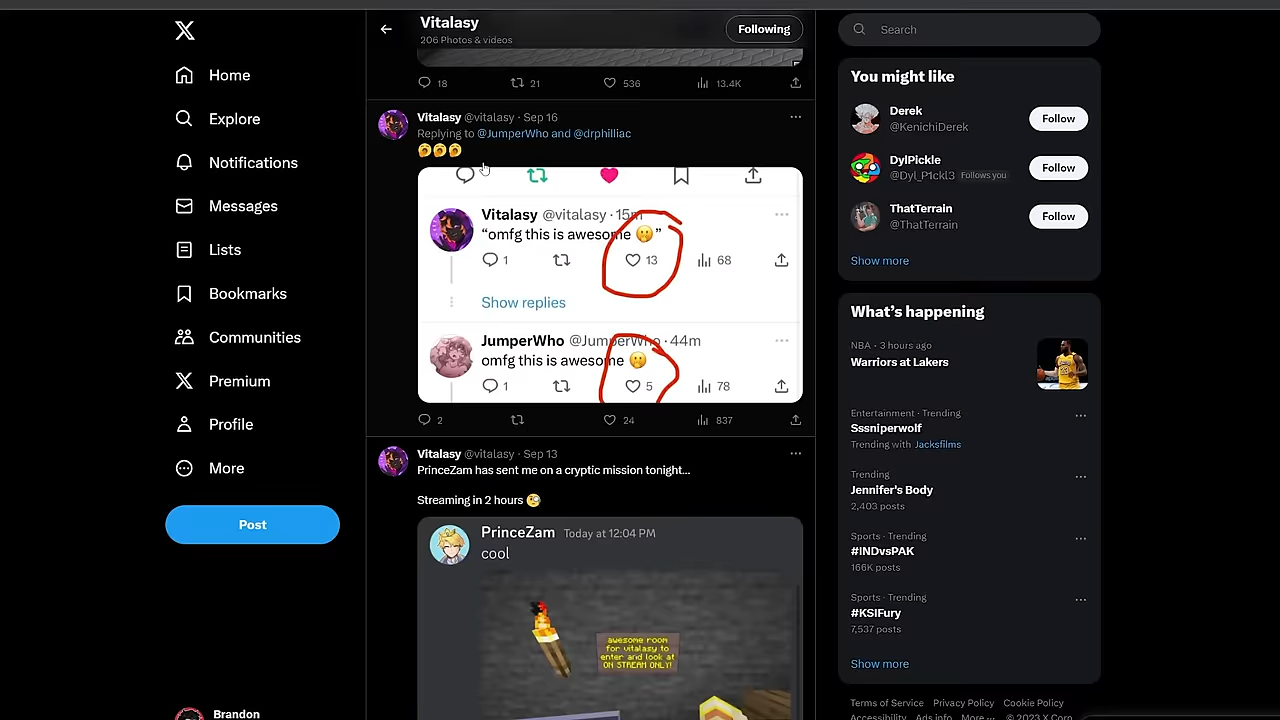 Home
Explore
Notifications
Messages
Lists
Bookmarks
Communities
Premium
Profile
More
Post
Brandon
Vitalasy
206 Photos & videos
Following
18 21 536 13.4K
Vitalasy @vitalasy · Sep 16
Replying to @JumperWho and @drphilliac
Vitalasy @vitalasy · 15m
“omfg this is awesome 🤭”
1 13 68
Show replies
JumperWho @JumperWho · 44m
omfg this is awesome 🤭
1 5 78
2 24 837
Vitalasy @vitalasy · Sep 13
PrinceZam has sent me on a cryptic mission tonight...
Streaming in 2 hours 🧐
PrinceZam Today at 12:04 PM
cool
awesome room
for vitalasy to
enter and look at
ON STREAM ONLY!
Search
You might like
Derek
@KenichiDerek
Follow
DylPickle
@Dyl_P1ckl3 Follows you
Follow
ThatTerrain
@ThatTerrain
Follow
Show more
What’s happening
NBA · 3 hours ago
Warriors at Lakers
Entertainment · Trending
Sssniperwolf
Trending with Jacksfilms
Trending
Jennifer's Body
2,403 posts
Sports · Trending
#INDvsPAK
166K posts
Sports · Trending
#KSIFury
7,537 posts
Show more
Terms of Service Privacy Policy Cookie Policy
Accessibility Ads info More ... © 2023 X Corp.